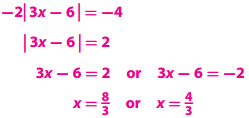 −2|3x − 6| = −4
|3x − 6| = 2
3x − 6 = 2 or 3x − 6 = −2
x = 8/3 or x = 4/3